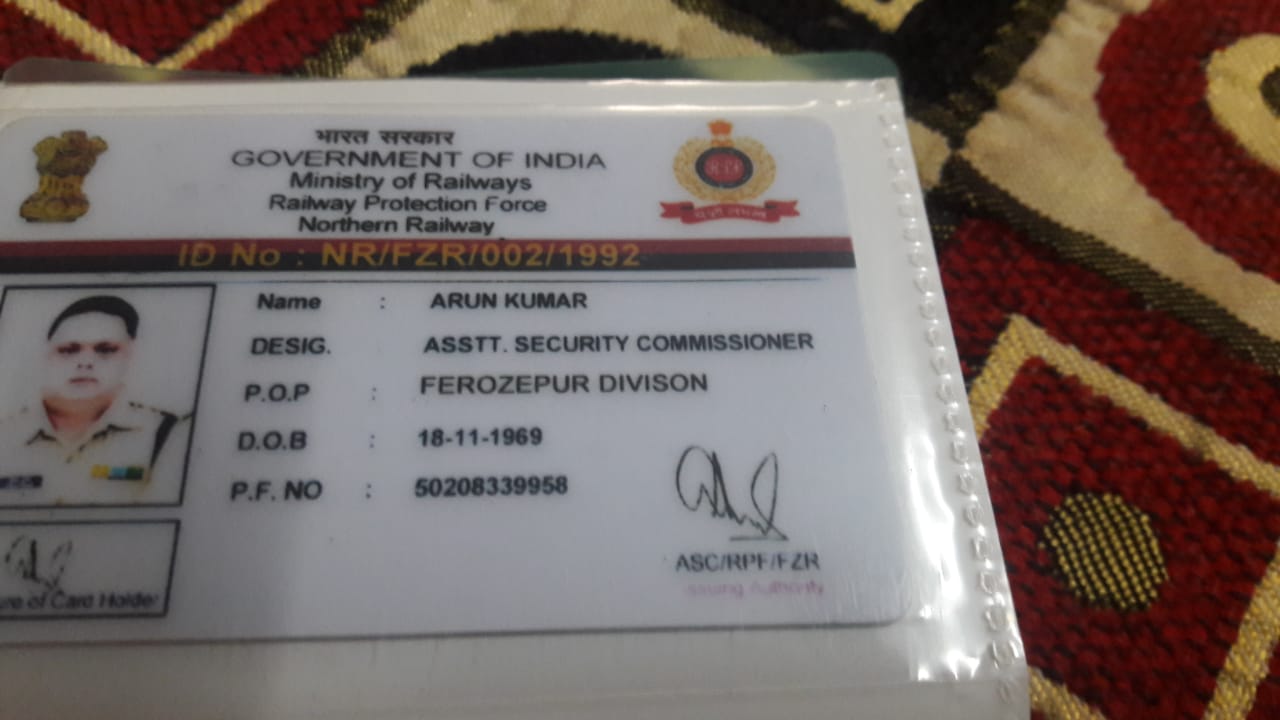 भारत सरकार
GOVERNMENT OF INDIA
Ministry of Railways
Railway Protection Force
Northern Railway
ID No : NR/FZR/002/1992
Name : ARUN KUMAR
DESIG. ASSTT. SECURITY COMMISSIONER
P.O.P : FEROZEPUR DIVISON
D.O.B : 18-11-1969
P.F. NO : 50208339958
ASC/RPF/FZR
Issuing Authority
of Card Holder